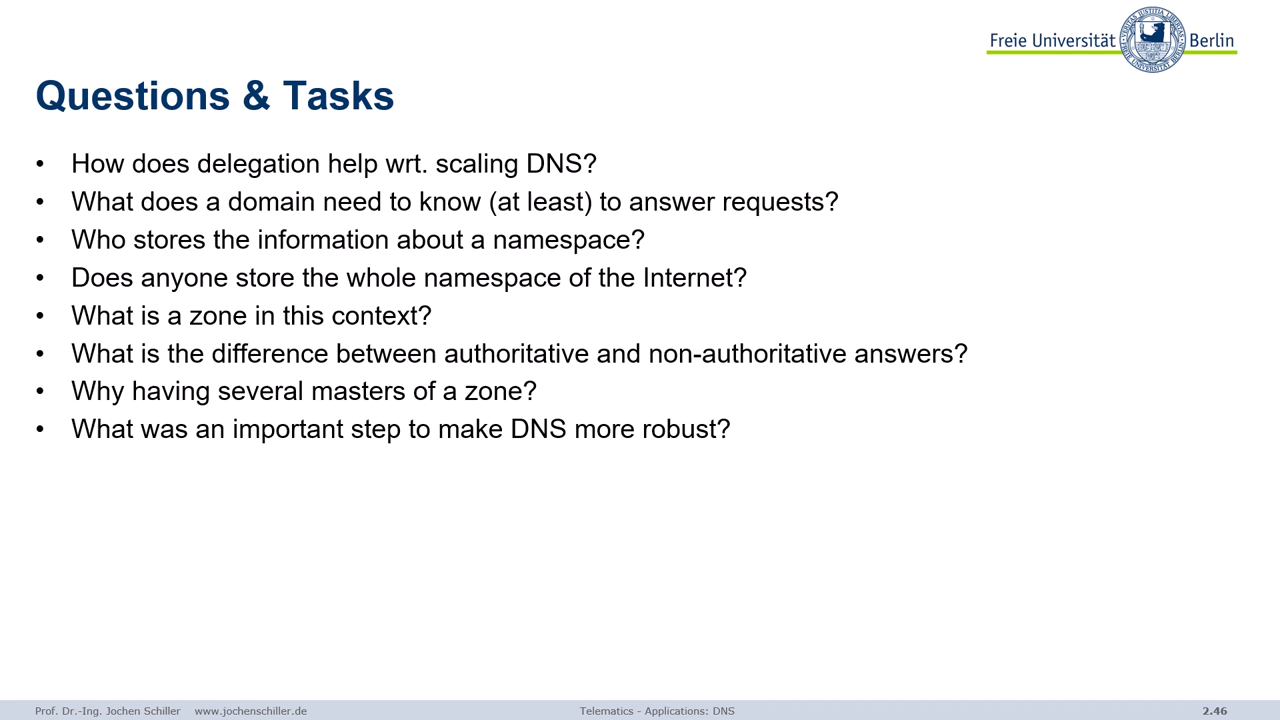 Freie Universität Berlin
Questions & Tasks
• How does delegation help wrt. scaling DNS?
• What does a domain need to know (at least) to answer requests?
• Who stores the information about a namespace?
• Does anyone store the whole namespace of the Internet?
• What is a zone in this context?
• What is the difference between authoritative and non-authoritative answers?
• Why having several masters of a zone?
• What was an important step to make DNS more robust?
Prof. Dr.-Ing. Jochen Schiller www.jochenschiller.de Telematics - Applications: DNS 2.46